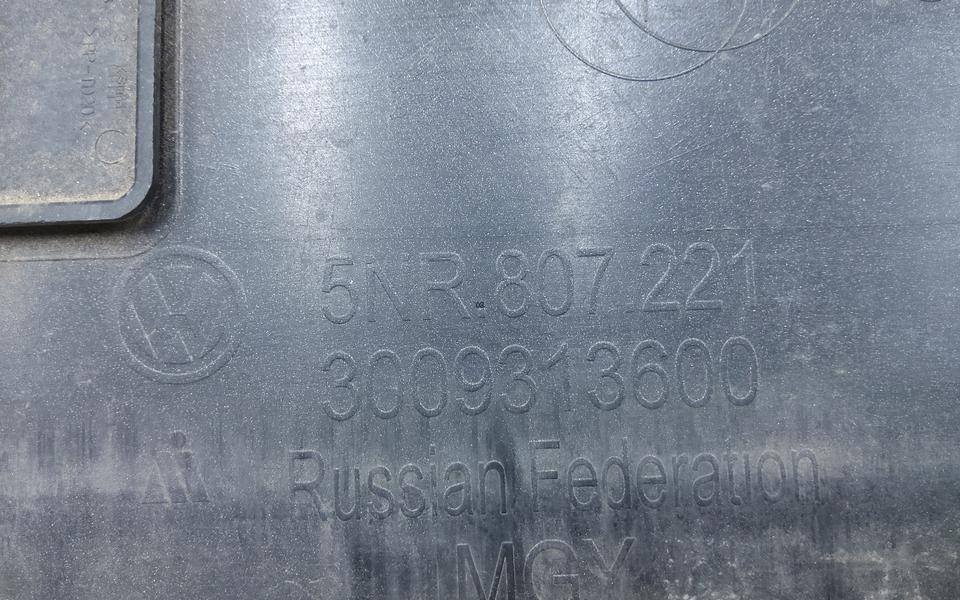 5NR.807.221
3009313600
Russian Federation
MGY